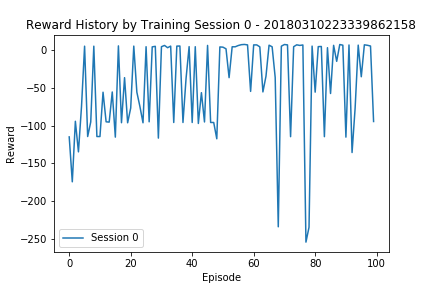 Reward History by Training Session 0 - 20180310223339862158
0
−50
−100
−150
−200
−250
Reward
Session 0
0 20 40 60 80 100
Episode